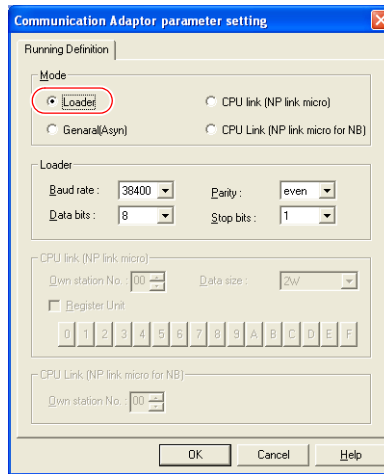 Communication Adaptor parameter setting
Running Definition
Mode
Loader
CPU link (NP link micro)
Genaral(Asyn)
CPU Link (NP link micro for NB)
Loader
Baud rate : 38400 Parity : even
Data bits : 8 Stop bits : 1
CPU link (NP link micro)
Own station No. : 00 Data size : 2W
Register Unit
0 1 2 3 4 5 6 7 8 9 A B C D E F
CPU Link (NP link micro for NB)
Own station No. : 00
OK Cancel Help